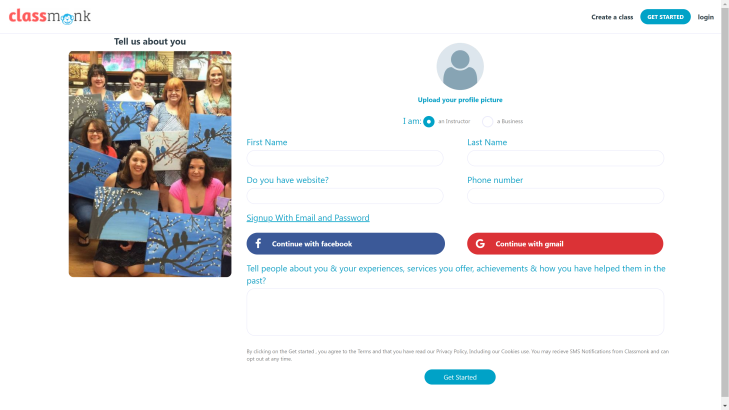 classmonk
Create a class
GET STARTED
login
Tell us about you
Upload your profile picture
I am:
an Instructor
a Business
First Name
Last Name
Do you have website?
Phone number
Signup With Email and Password
Continue with facebook
Continue with gmail
Tell people about you & your experiences, services you offer, achievements & how you have helped them in the
past?
By clicking on the Get started , you agree to the Terms and that you have read our Privacy Policy, Including our Cookies use. You may recieve SMS Notifications from Classmonk and can
opt out at any time.
Get Started